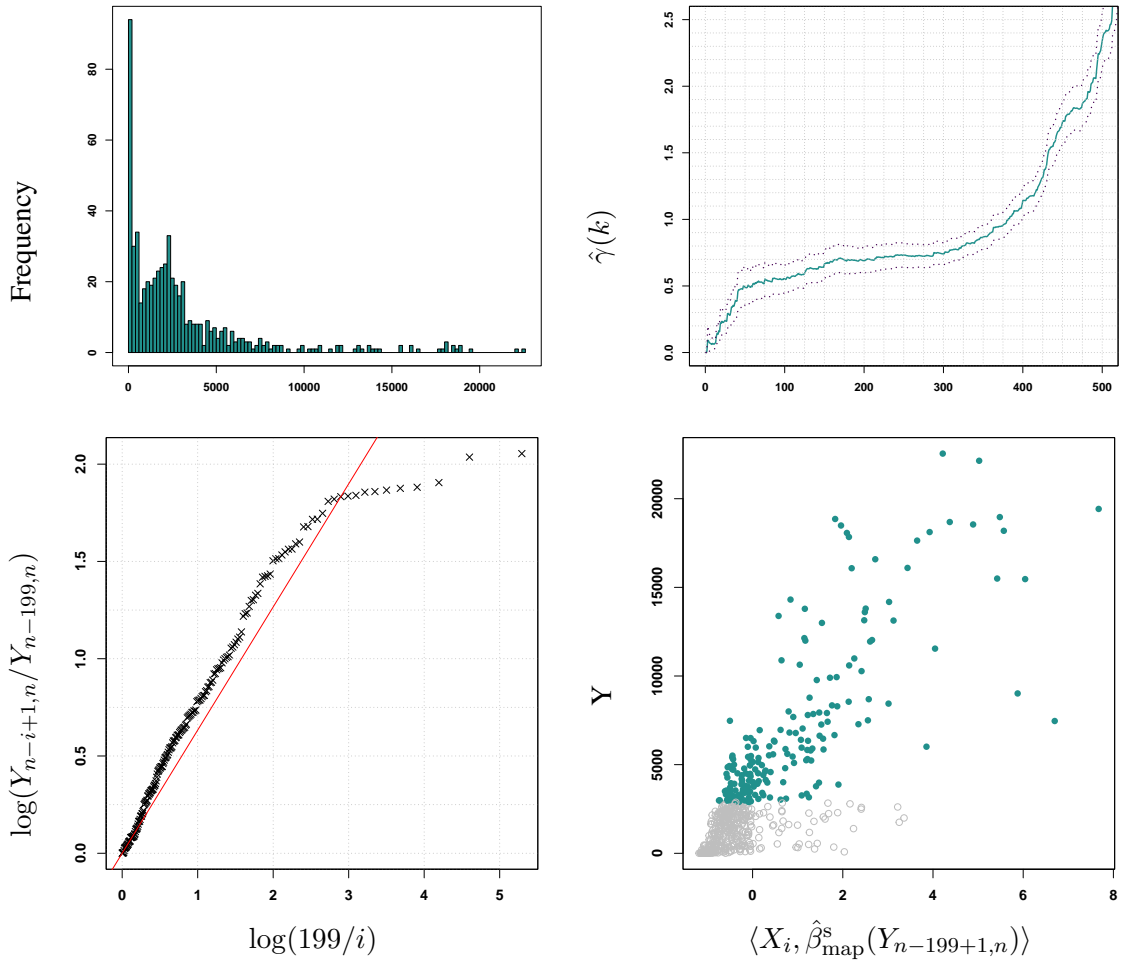 Frequency
0 20 40 60 80
0 5000 10000 15000 20000
γ̂(k)
0.0 0.5 1.0 1.5 2.0 2.5
0 100 200 300 400 500
log(Y_{n−i+1,n}/Y_{n−199,n})
0.0 0.5 1.0 1.5 2.0
0 1 2 3 4 5
log(199/i)
Y
0 5000 10000 15000 20000
0 2 4 6 8
⟨X_i, β̂^s_map(Y_{n−199+1,n})⟩